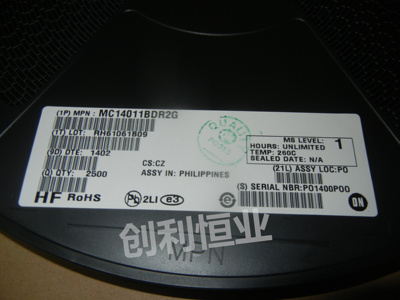 (1P) MPN : MC14011BDR2G
(1T) LOT: RH61061B09
(9D) DTE: 1402
(Q) QTY: 2500
CS:CZ
ASSY IN: PHILIPPINES
MS LEVEL:
HOURS: UNLIMITED
TEMP: 260C
SEALED DATE: N/A
1
(21L) ASSY LOC:PO
(S) SERIAL NBR:PO1400P00
HF RoHS
Pb 2LI e3
ON
创利恒业
MPN